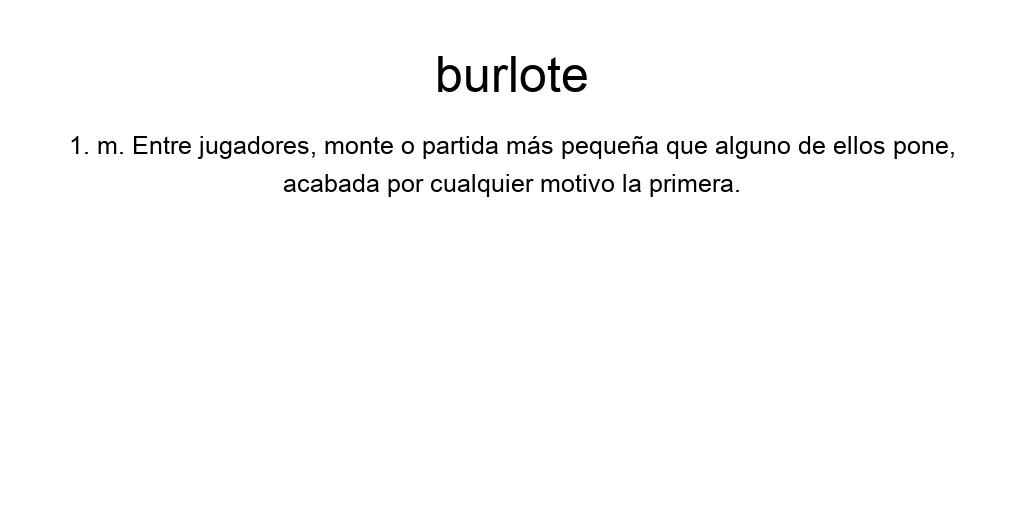 burlote
1. m. Entre jugadores, monte o partida más pequeña que alguno de ellos pone,
acabada por cualquier motivo la primera.